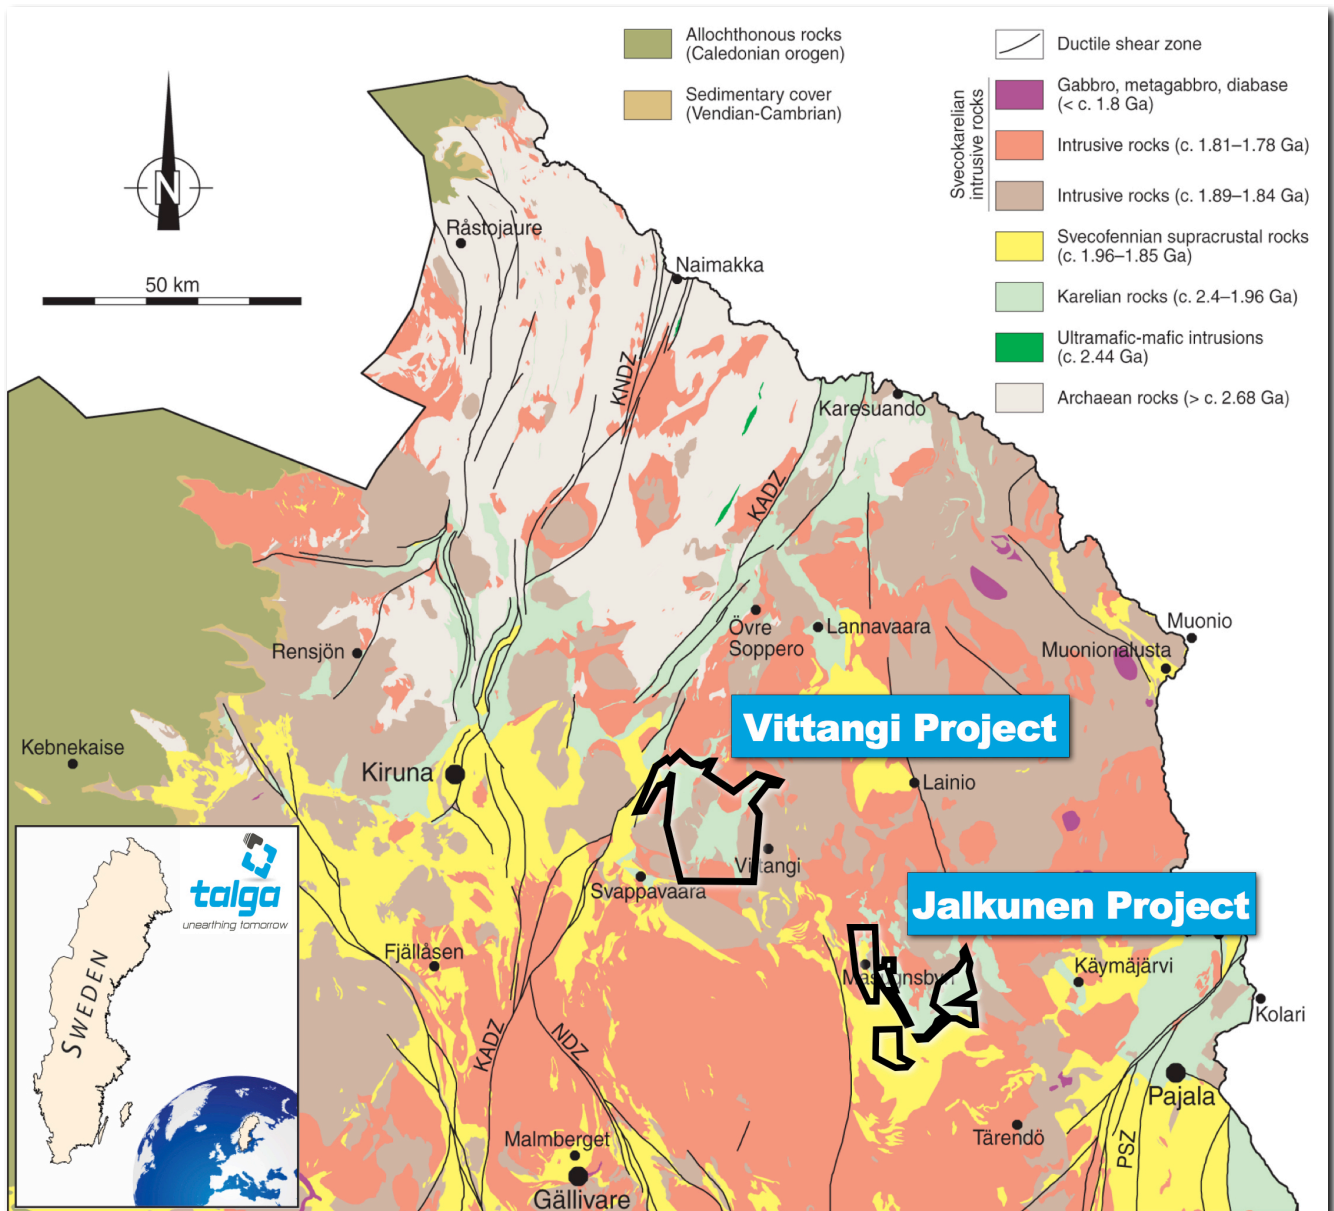 Allochthonous rocks
(Caledonian orogen)
Sedimentary cover
(Vendian-Cambrian)
Ductile shear zone
Svecokarelian
intrusive rocks
Gabbro, metagabbro, diabase
(< c. 1.8 Ga)
Intrusive rocks (c. 1.81–1.78 Ga)
Intrusive rocks (c. 1.89–1.84 Ga)
Svecofennian supracrustal rocks
(c. 1.96–1.85 Ga)
Karelian rocks (c. 2.4–1.96 Ga)
Ultramafic-mafic intrusions
(c. 2.44 Ga)
Archaean rocks (> c. 2.68 Ga)
N
50 km
Råstojaure
Naimakka
KNDZ
Karesuando
KADZ
Övre
Soppero
Lannavaara
Muonio
Muonionalusta
Rensjön
Vittangi Project
Kebnekaise
Kiruna
Lainio
Vittangi
Svappavaara
Jalkunen Project
Fjällåsen
Käymäjärvi
Kolari
KADZ
NDZ
Pajala
Tärendö
PSZ
Malmberget
Gällivare
talga
unearthing tomorrow
SWEDEN